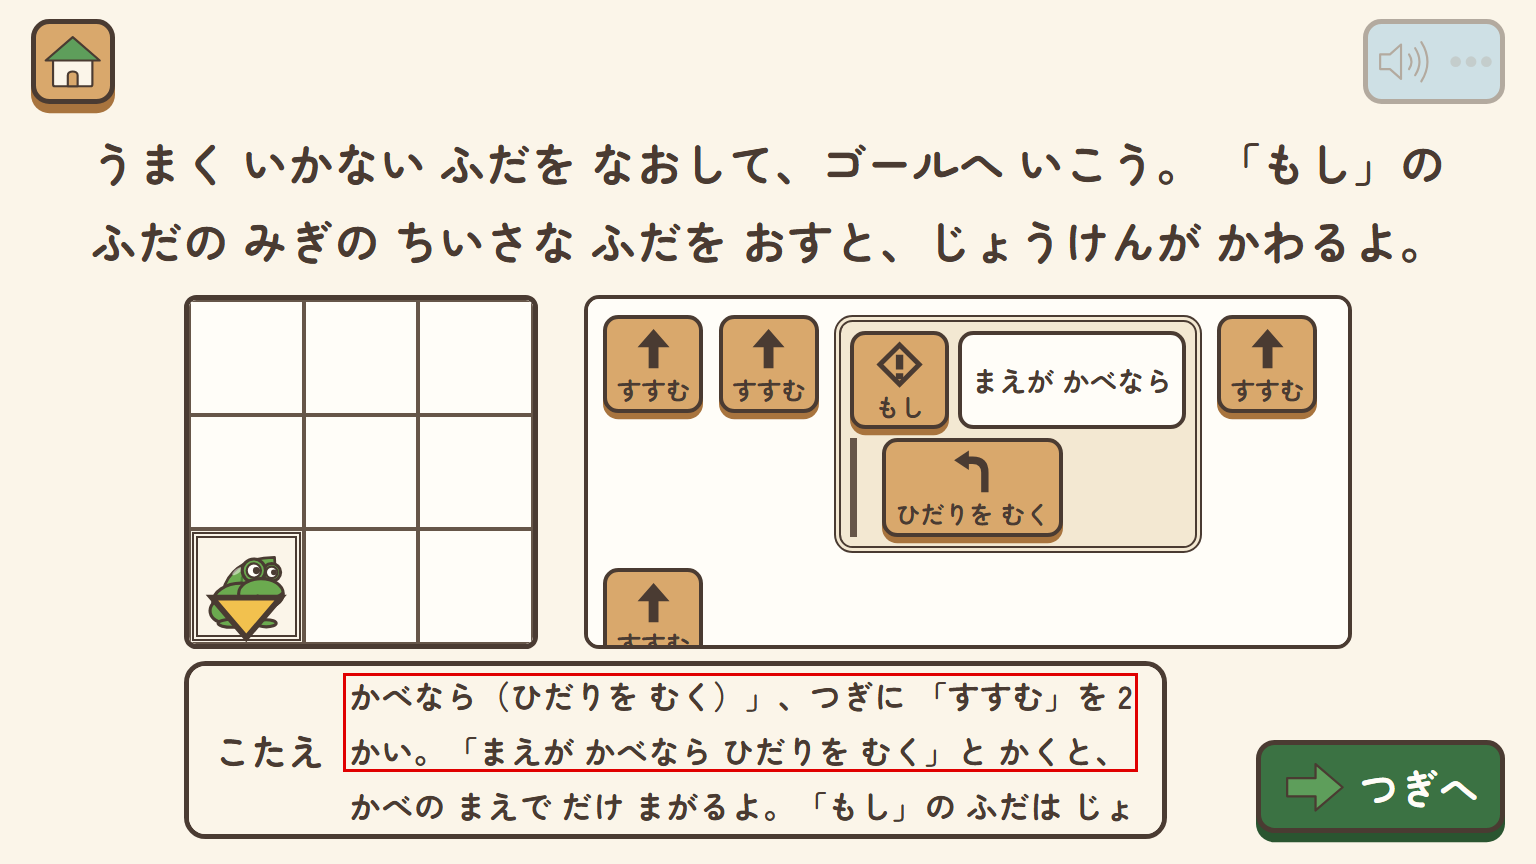 うまく いかない ふだを なおして、ゴールへ いこう。 「もし」の
ふだの みぎの ちいさな ふだを おすと、じょうけんが かわるよ。
すすむ
すすむ
もし
まえが かべなら
すすむ
ひだりを むく
すすむ
こたえ
かべなら（ひだりを むく）」、つぎに 「すすむ」を 2
かい。「まえが かべなら ひだりを むく」と かくと、
かべの まえで だけ まがるよ。「もし」の ふだは じょ
つぎへ